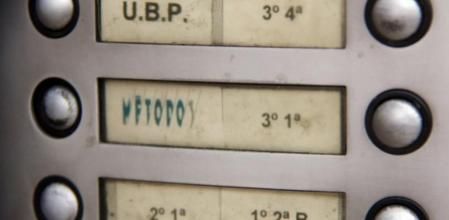 U.B.P. 3º 4ª
METODO 3º 1ª
2º 1ª 1º 2ª B